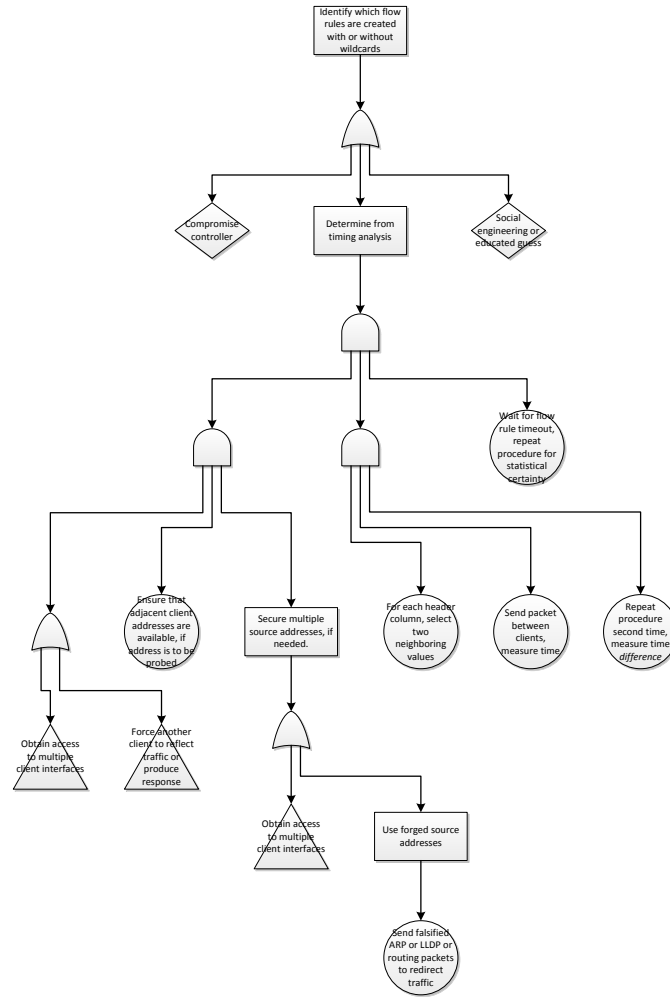 Identify which flow
rules are created
with or without
wildcards
Compromise
controller
Determine from
timing analysis
Social
engineering or
educated guess
Wait for flow
rule timeout,
repeat
procedure for
statistical
certainty
Ensure that
adjacent client
addresses are
available, if
address is to be
probed
Secure multiple
source addresses, if
needed.
For each header
column, select
two
neighboring
values
Send packet
between
clients,
measure time
Repeat
procedure
second time,
measure time
difference
Obtain access
to multiple
client interfaces
Force another
client to reflect
traffic or
produce
response
Obtain access
to multiple
client interfaces
Use forged source
addresses
Send falsified
ARP or LLDP or
routing packets
to redirect
traffic